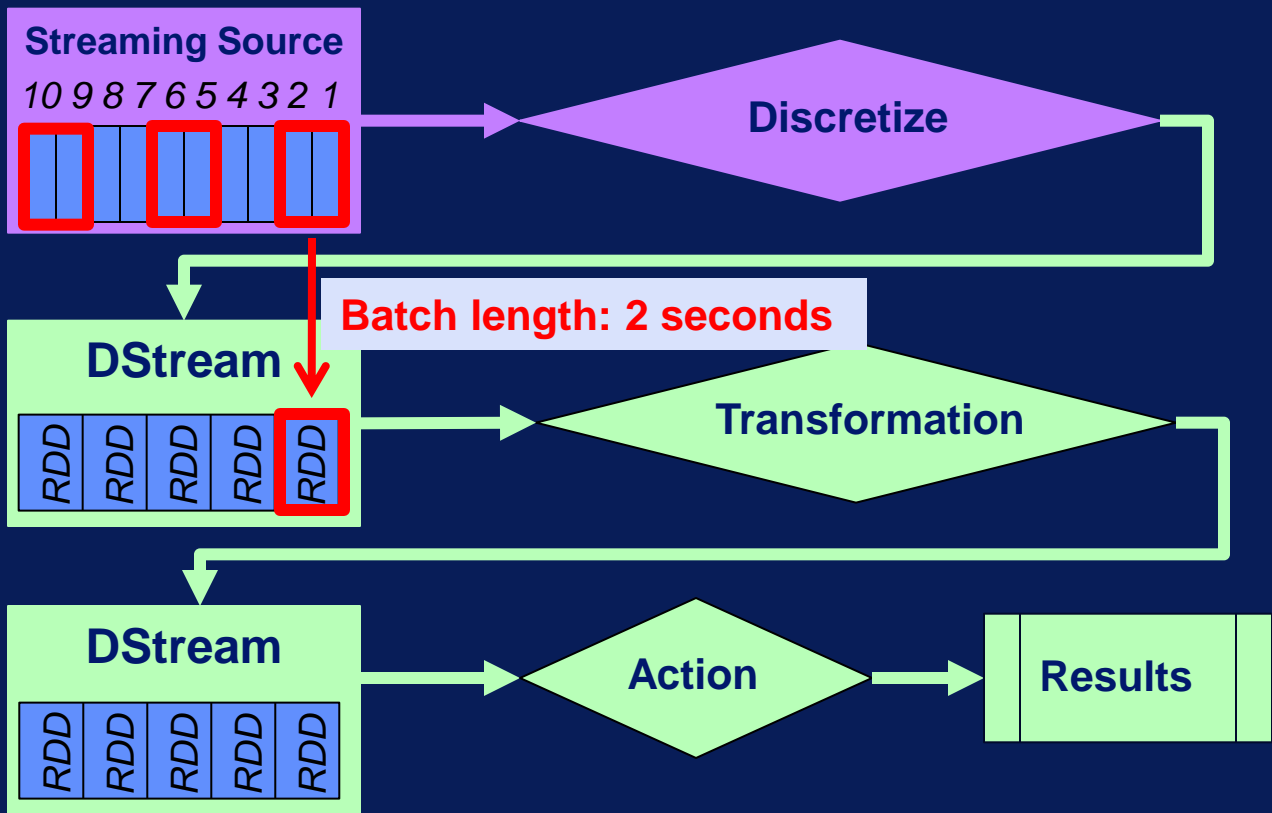 Streaming Source
10 9 8 7 6 5 4 3 2 1
Discretize
Batch length: 2 seconds
DStream
RDD RDD RDD RDD RDD
Transformation
DStream
RDD RDD RDD RDD RDD
Action
Results